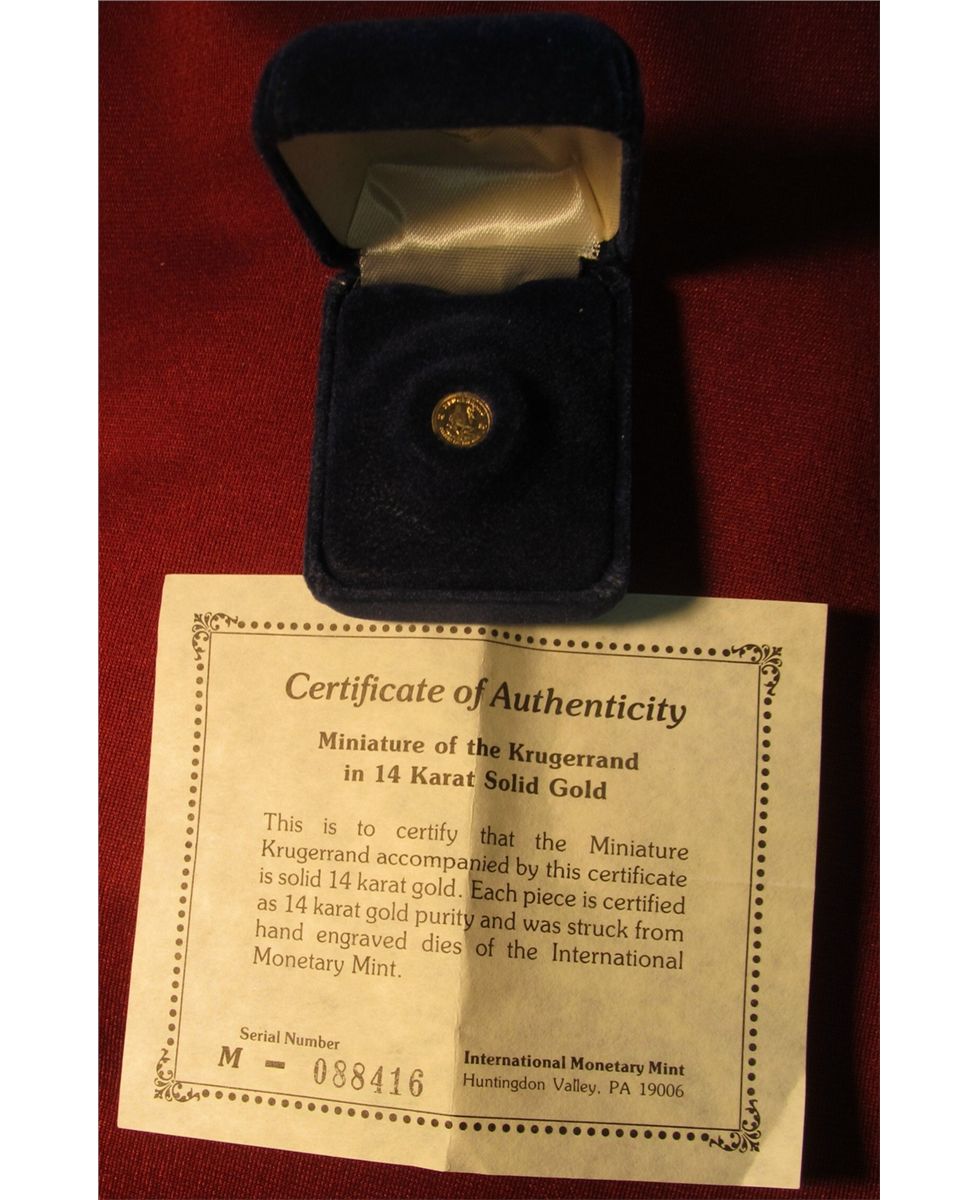 Certificate of Authenticity
Miniature of the Krugerrand
in 14 Karat Solid Gold
This is to certify that the Miniature
Krugerrand accompanied by this certificate
is solid 14 karat gold. Each piece is certified
as 14 karat gold purity and was struck from
hand engraved dies of the International
Monetary Mint.
Serial Number
M - 088416
International Monetary Mint
Huntingdon Valley, PA 19006